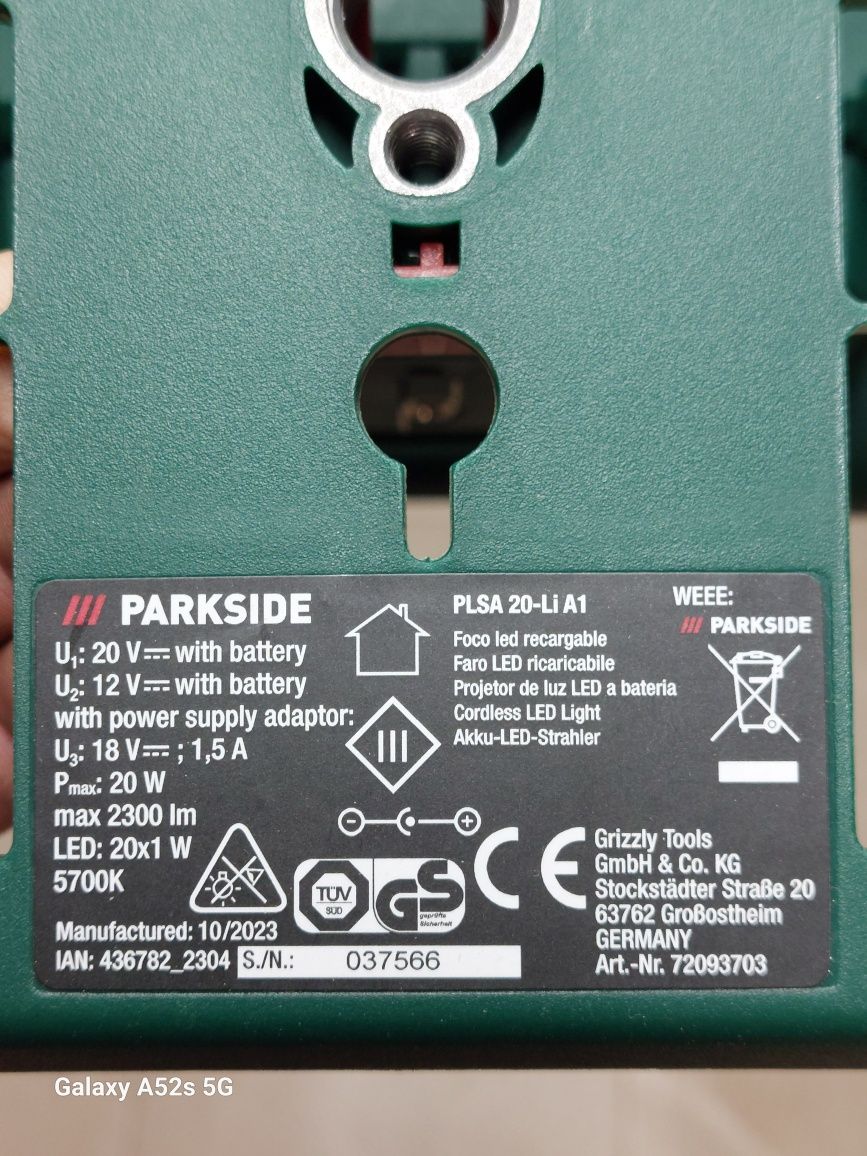 PARKSIDE
U₁: 20 V⎓ with battery
U₂: 12 V⎓ with battery
with power supply adaptor:
U₃: 18 V⎓ ; 1,5 A
Pmax: 20 W
max 2300 lm
LED: 20x1 W
5700K
Manufactured: 10/2023
IAN: 436782_2304 S./N.: 037566
PLSA 20-Li A1
Foco led recargable
Faro LED ricaricabile
Projetor de luz LED a bateria
Cordless LED Light
Akku-LED-Strahler
III
TÜV
SÜD
GS
geprüfte
Sicherheit
CE
WEEE:
PARKSIDE
Grizzly Tools
GmbH & Co. KG
Stockstädter Straße 20
63762 Großostheim
GERMANY
Art.-Nr. 72093703
Galaxy A52s 5G